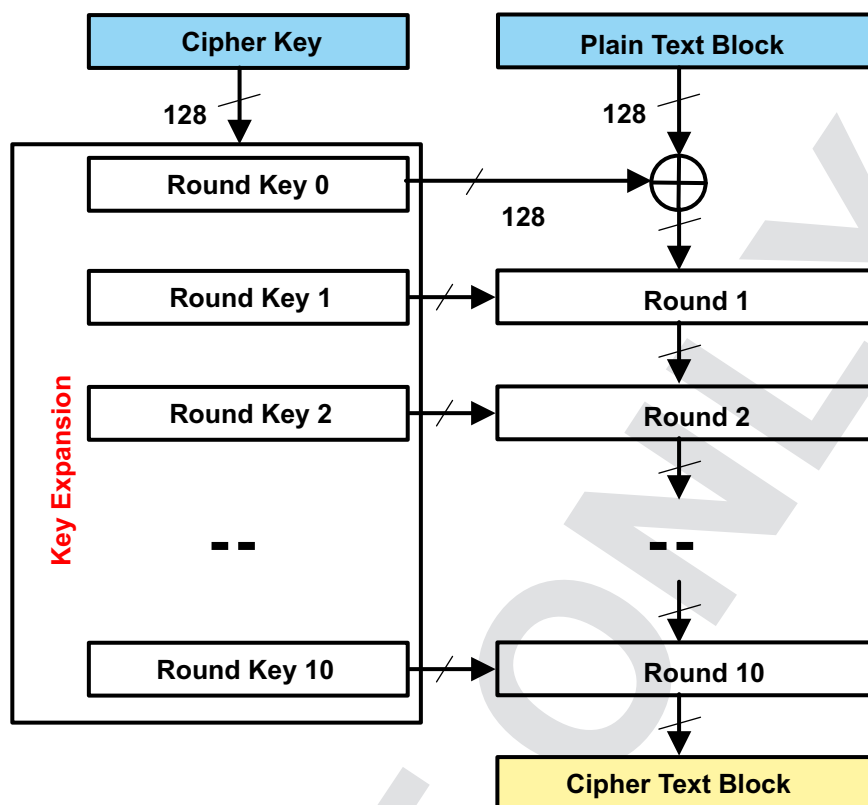 Cipher Key
Plain Text Block
128
128
Round Key 0
128
Round Key 1
Round 1
Round Key 2
Round 2
Key Expansion
--
--
Round Key 10
Round 10
Cipher Text Block
ONLY